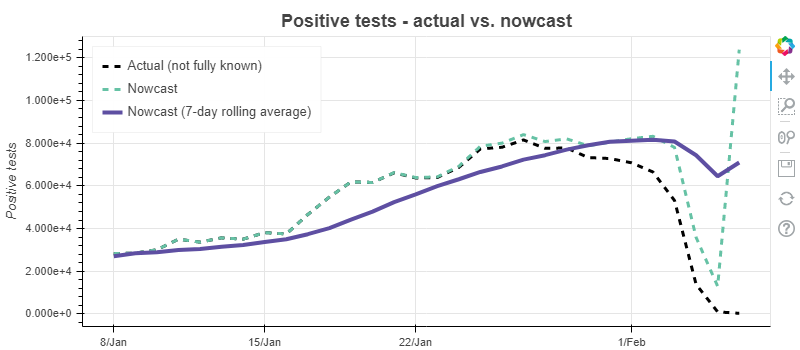 Positive tests - actual vs. nowcast
Actual (not fully known)
Nowcast
Nowcast (7-day rolling average)
Positive tests
1.200e+5
1.000e+5
8.000e+4
6.000e+4
4.000e+4
2.000e+4
0.000e+0
8/Jan
15/Jan
22/Jan
1/Feb